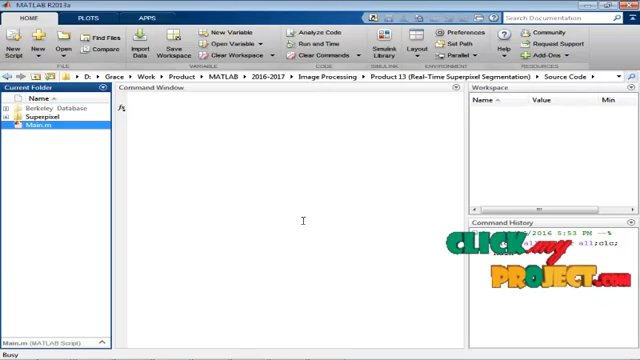 MATLAB R2013a
HOME PLOTS APPS Search Documentation
New Script New Open Find Files Compare Import Data Save Workspace New Variable Open Variable Clear Workspace Analyze Code Run and Time Clear Commands Simulink Library Layout Preferences Set Path Parallel Help Community Request Support Add-Ons
FILE VARIABLE CODE SIMULINK ENVIRONMENT RESOURCES
D: Grace Work Product MATLAB 2016-2017 Image Processing Product 13 (Real-Time Superpixel Segmentation) Source Code
Current Folder Command Window Workspace
Name Name Value Min
Berkeley Database
Superpixel
Main.m
fx
Command History
2016 5:53 PM --%
all;clc;
CLICK my
PROJECT.com
Main.m (MATLAB Script)
Busy